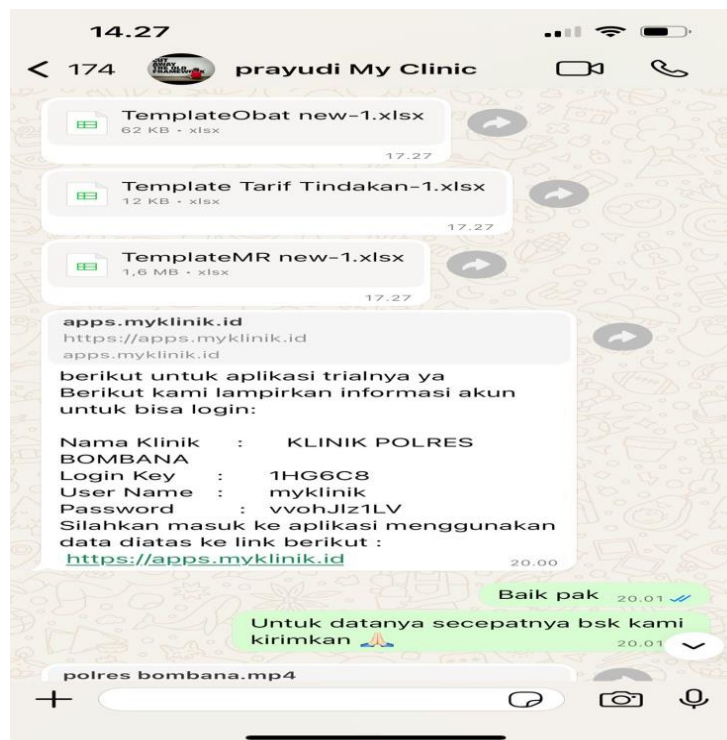 14.27
174
prayudi My Clinic
TemplateObat new-1.xlsx
62 KB • xlsx
17.27
Template Tarif Tindakan-1.xlsx
12 KB • xlsx
17.27
TemplateMR new-1.xlsx
1,6 MB • xlsx
17.27
apps.myklinik.id
https://apps.myklinik.id
apps.myklinik.id
berikut untuk aplikasi trialnya ya
Berikut kami lampirkan informasi akun
untuk bisa login:
Nama Klinik : KLINIK POLRES
BOMBANA
Login Key : 1HG6C8
User Name : myklinik
Password : vvohJlz1LV
Silahkan masuk ke aplikasi menggunakan
data diatas ke link berikut :
https://apps.myklinik.id
20.00
Baik pak 20.01
Untuk datanya secepatnya bsk kami
kirimkan 🙏🏻
20.01
polres bombana.mp4